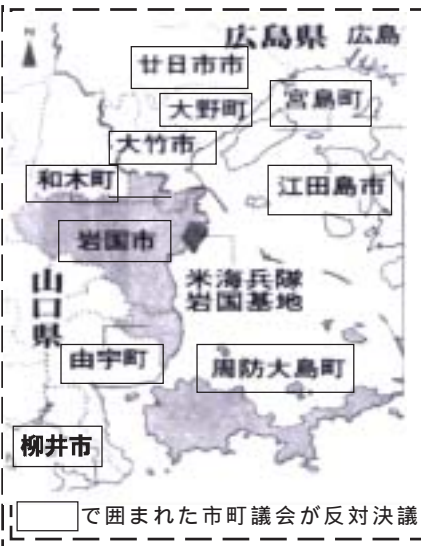 N
広島県 広島
廿日市市
大野町 宮島町
大竹市
和木町 江田島市
岩国市
米海兵隊
岩国基地
山口県
由宇町 周防大島町
柳井市
で囲まれた市町議会が反対決議